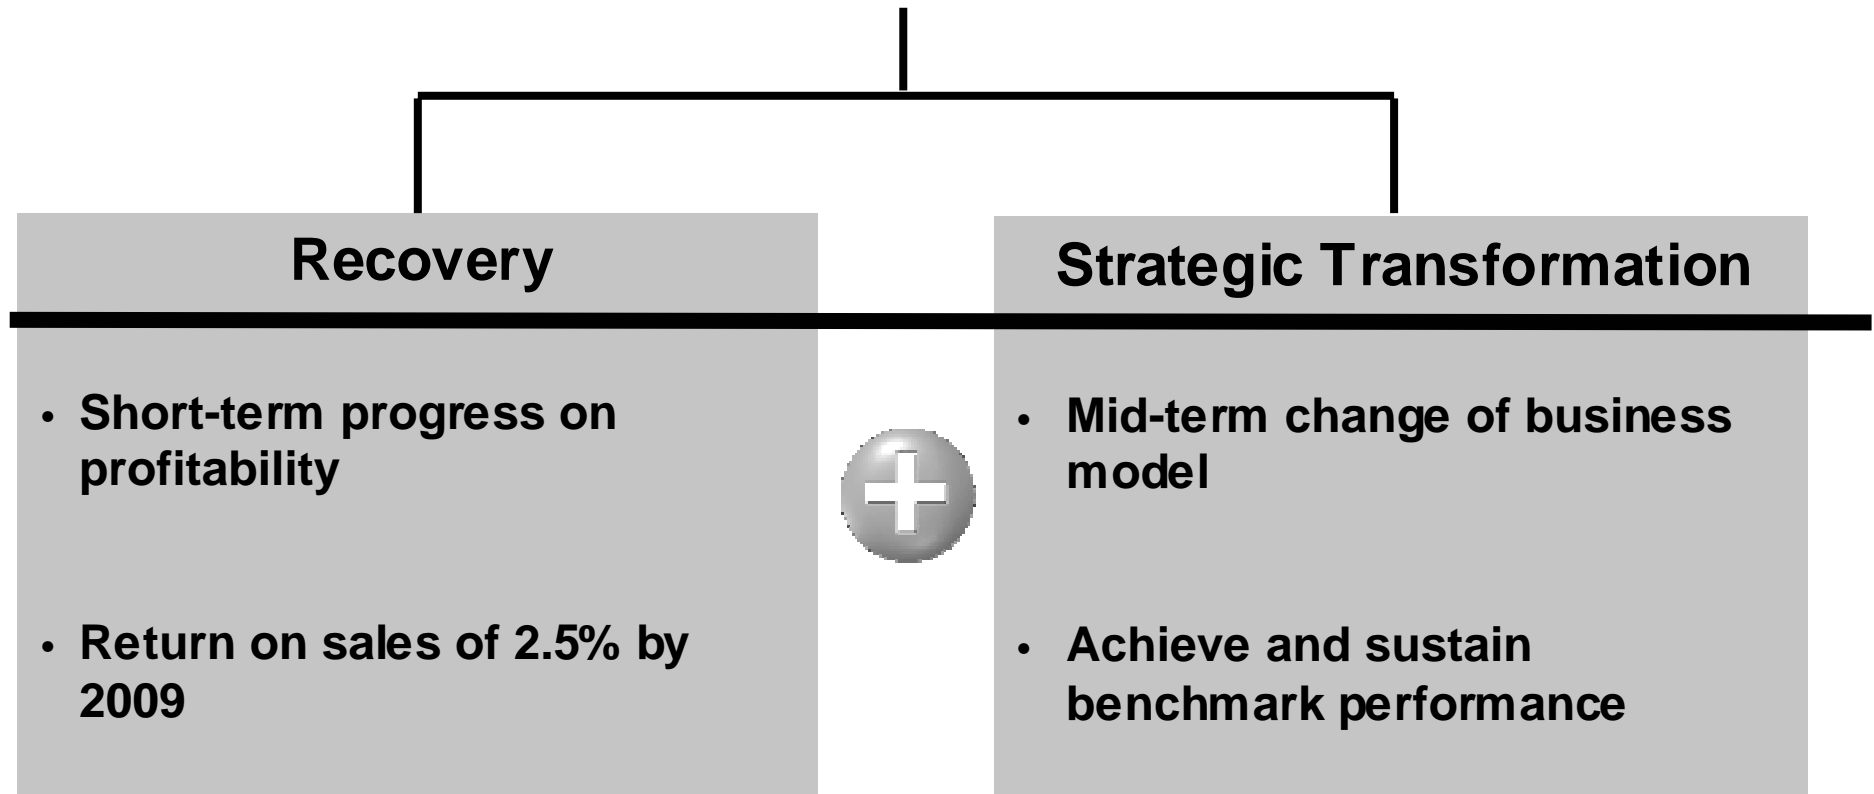 Recovery
• Short-term progress on
profitability
• Return on sales of 2.5% by
2009
Strategic Transformation
• Mid-term change of business
model
• Achieve and sustain
benchmark performance